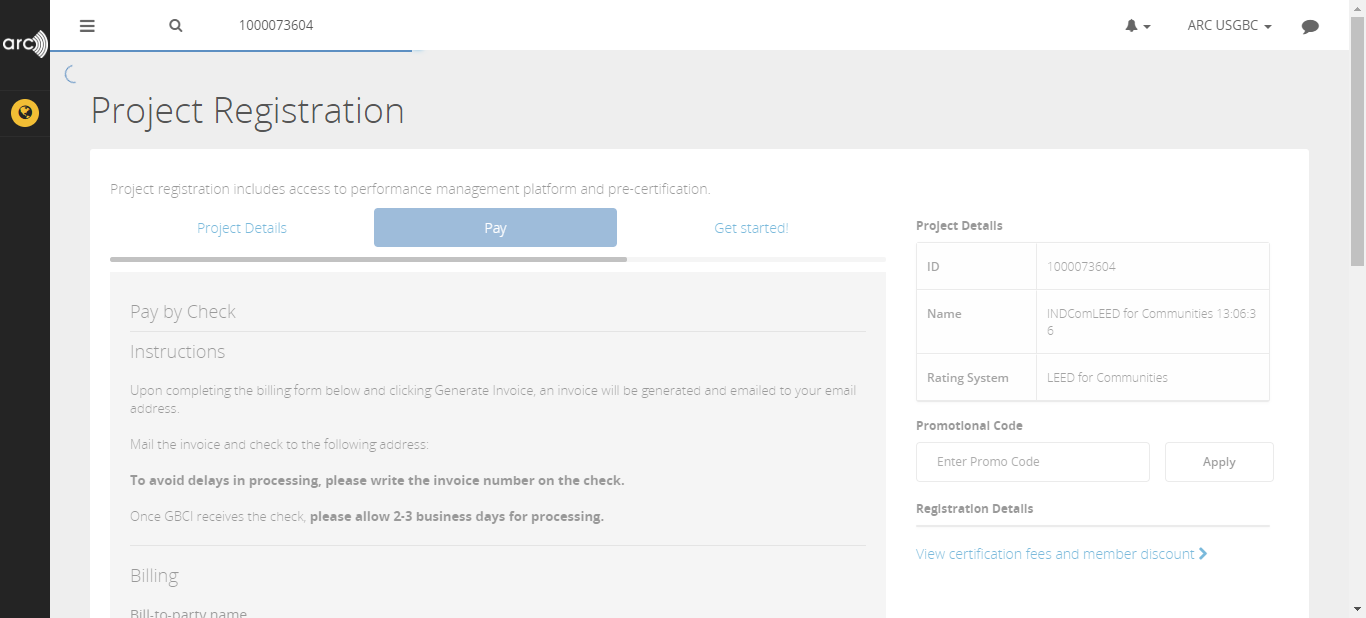 arc
1000073604
ARC USGBC
Project Registration
Project registration includes access to performance management platform and pre-certification.
Project Details
Pay
Get started!
Pay by Check
Instructions
Upon completing the billing form below and clicking Generate Invoice, an invoice will be generated and emailed to your email
address.
Mail the invoice and check to the following address:
To avoid delays in processing, please write the invoice number on the check.
Once GBCI receives the check, please allow 2-3 business days for processing.
Billing
Bill-to-party name
Project Details
ID 1000073604
Name INDComLEED for Communities 13:06:3
6
Rating System LEED for Communities
Promotional Code
Enter Promo Code Apply
Registration Details
View certification fees and member discount